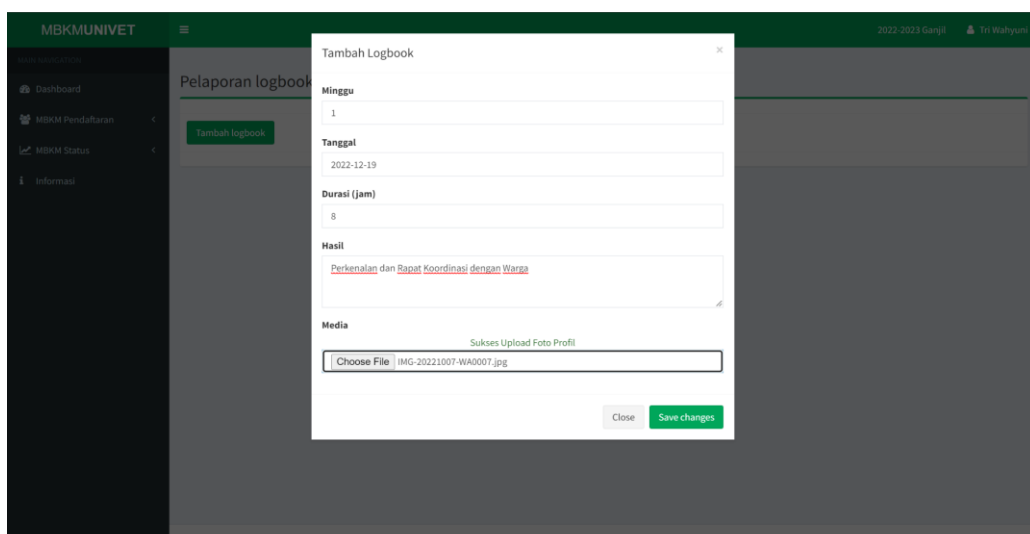 MBKMUNIVET
2022-2023 Ganjil Tri Wahyuni
MAIN NAVIGATION
Dashboard
MBKM Pendaftaran
MBKM Status
Informasi
Pelaporan logbook
Tambah logbook
Tambah Logbook ×
Minggu
1
Tanggal
2022-12-19
Durasi (jam)
8
Hasil
Perkenalan dan Rapat Koordinasi dengan Warga
Media
Sukses Upload Foto Profil
Choose File IMG-20221007-WA0007.jpg
Close Save changes